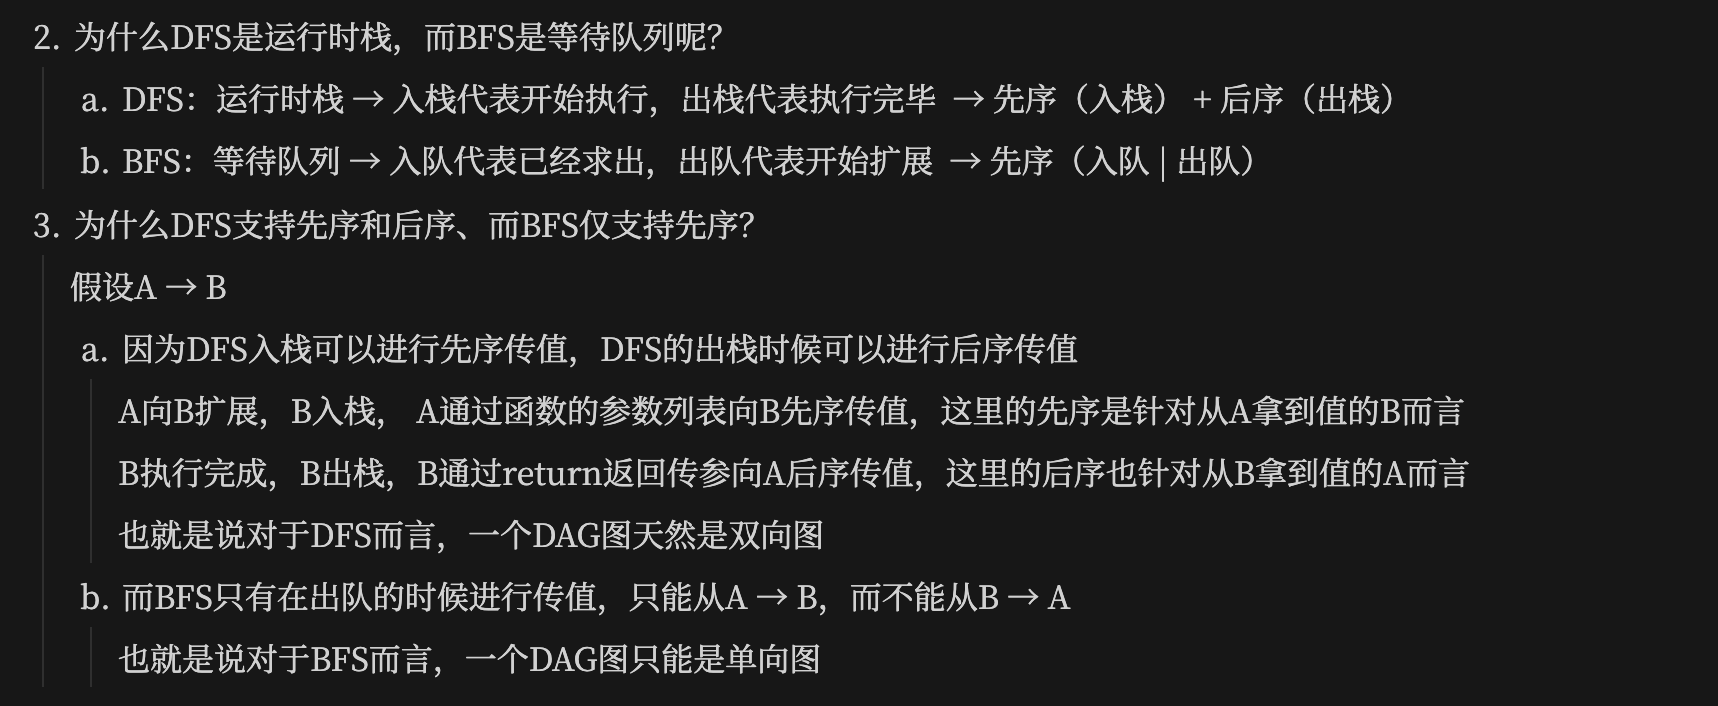 2. 为什么DFS是运行时栈，而BFS是等待队列呢？
a. DFS：运行时栈 → 入栈代表开始执行，出栈代表执行完毕 → 先序（入栈） + 后序（出栈）
b. BFS：等待队列 → 入队代表已经求出，出队代表开始扩展 → 先序（入队 | 出队）
3. 为什么DFS支持先序和后序、而BFS仅支持先序？
假设A → B
a. 因为DFS入栈可以进行先序传值，DFS的出栈时候可以进行后序传值
A向B扩展，B入栈， A通过函数的参数列表向B先序传值，这里的先序是针对从A拿到值的B而言
B执行完成，B出栈，B通过return返回传参向A后序传值，这里的后序也针对从B拿到值的A而言
也就是说对于DFS而言，一个DAG图天然是双向图
b. 而BFS只有在出队的时候进行传值，只能从A → B，而不能从B → A
也就是说对于BFS而言，一个DAG图只能是单向图